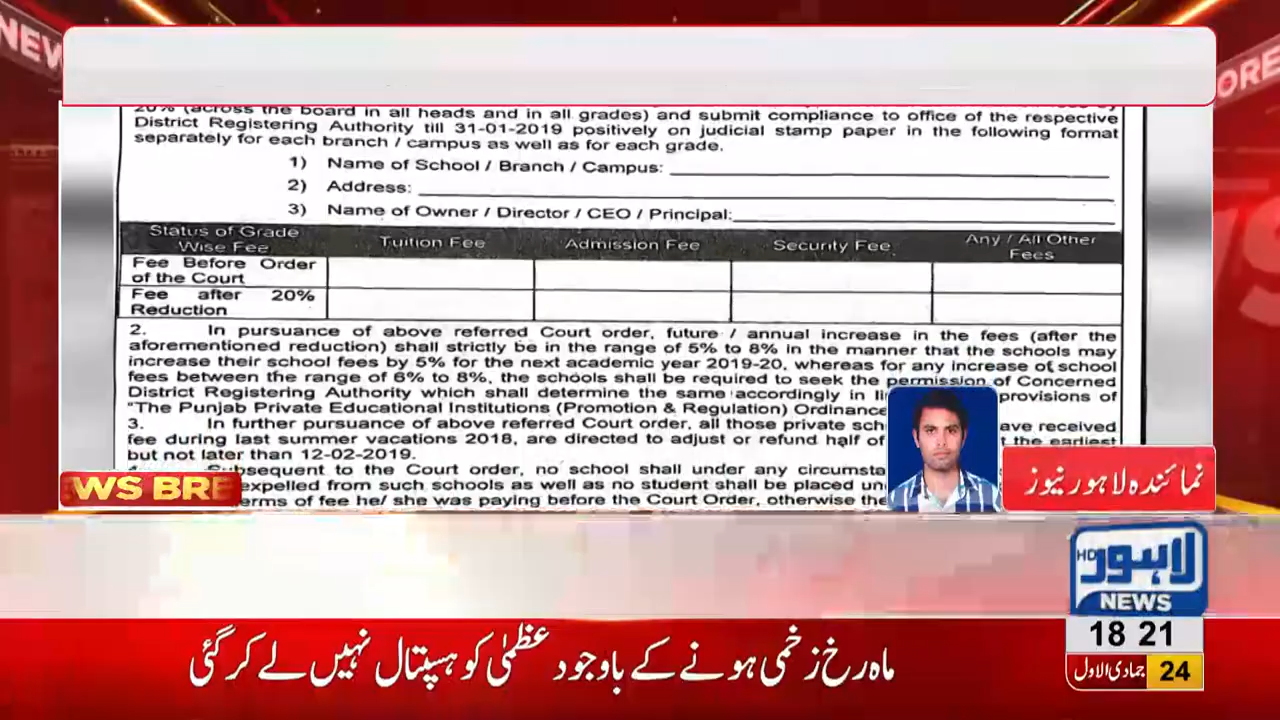 NEW
ORE
20% (across the board in all heads and in all grades) and submit compliance to office of the respective
District Registering Authority till 31-01-2019 positively on judicial stamp paper in the following format
separately for each branch / campus as well as for each grade.
1) Name of School / Branch / Campus:
2) Address:
3) Name of Owner / Director / CEO / Principal:
Status of Grade Wise Fee Tuition Fee Admission Fee Security Fee Any / All Other Fees
Fee Before Order of the Court
Fee after 20% Reduction
2. In pursuance of above referred Court order, future / annual increase in the fees (after the
aforementioned reduction) shall strictly be in the range of 5% to 8% in the manner that the schools may
increase their school fees by 5% for the next academic year 2019-20, whereas for any increase of school
fees between the range of 6% to 8%, the schools shall be required to seek the permission of Concerned
District Registering Authority which shall determine the same accordingly in provisions of
"The Punjab Private Educational Institutions (Promotion & Regulation) Ordinance
3. In further pursuance of above referred Court order, all those private received
fee during last summer vacations 2018, are directed to adjust or refund half of the earliest
but not later than 12-02-2019.
Subsequent to the Court order, no school shall under any
expelled from such schools as well as no student shall be placed
of fee he/ she was paying before the Court Order, otherwise the
WS BRE
نمائندہ لاہور نیوز
HD لاہور
NEWS
18 21
24 جمادی الاول
ماہ رخ زخمی ہونے کے باوجود عظمیٰ کو ہسپتال نہیں لے کر گئی